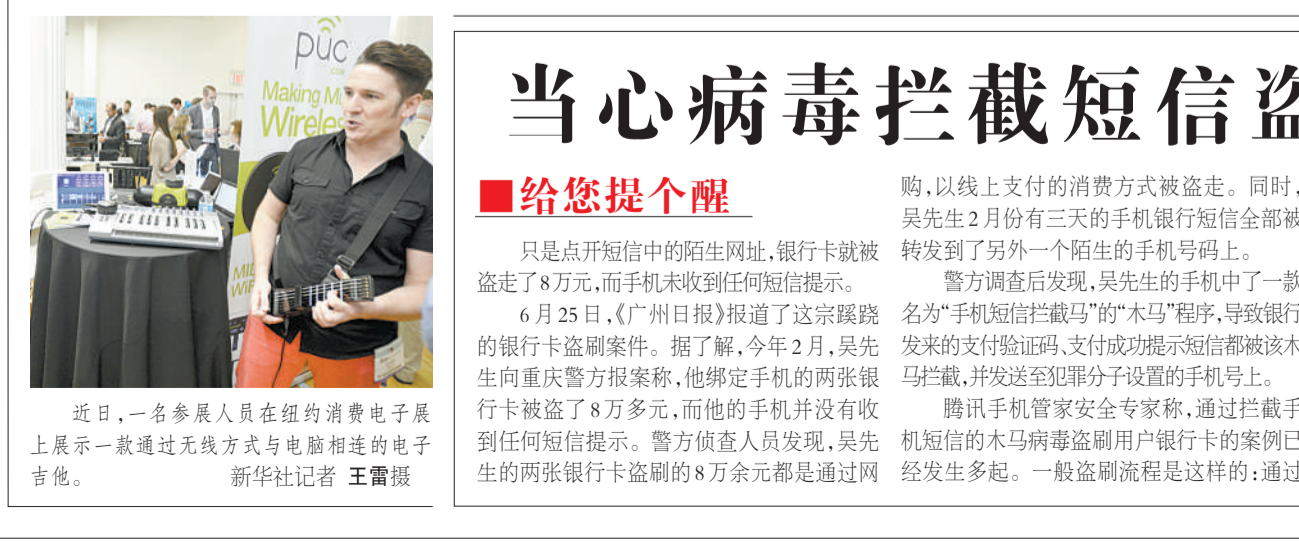 puc
Making Mu
Wireles
MID
WiR
近日,一名参展人员在纽约消费电子展
上展示一款通过无线方式与电脑相连的电子
吉他。 新华社记者 王雷摄
当心病毒拦截短信盗
■给您提个醒
只是点开短信中的陌生网址,银行卡就被
盗走了8万元,而手机未收到任何短信提示。
6月25日,《广州日报》报道了这宗蹊跷
的银行卡盗刷案件。据了解,今年2月,吴先
生向重庆警方报案称,他绑定手机的两张银
行卡被盗了8万多元,而他的手机并没有收
到任何短信提示。警方侦查人员发现,吴先
生的两张银行卡盗刷的8万余元都是通过网
购,以线上支付的消费方式被盗走。同时,
吴先生2月份有三天的手机银行短信全部被
转发到了另外一个陌生的手机号码上。
警方调查后发现,吴先生的手机中了一款
名为“手机短信拦截马”的“木马”程序,导致银行
发来的支付验证码、支付成功提示短信都被该木
马拦截,并发送至犯罪分子设置的手机号上。
腾讯手机管家安全专家称,通过拦截手
机短信的木马病毒盗刷用户银行卡的案例已
经发生多起。一般盗刷流程是这样的:通过